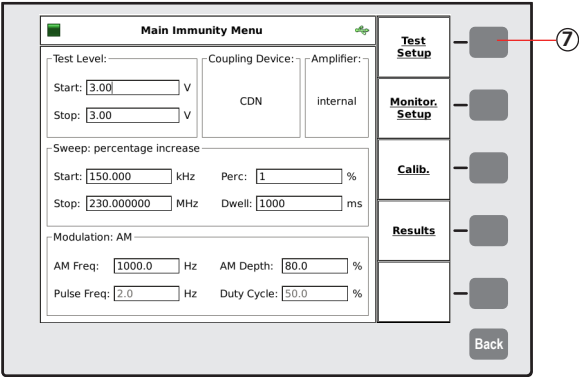 Main Immunity Menu
Test Level:
Start: 3.00 V
Stop: 3.00 V
Coupling Device:
CDN
Amplifier:
internal
Sweep: percentage increase
Start: 150.000 kHz Perc: 1 %
Stop: 230.000000 MHz Dwell: 1000 ms
Modulation: AM
AM Freq: 1000.0 Hz AM Depth: 80.0 %
Pulse Freq: 2.0 Hz Duty Cycle: 50.0 %
Test
Setup
Monitor.
Setup
Calib.
Results
Back
7